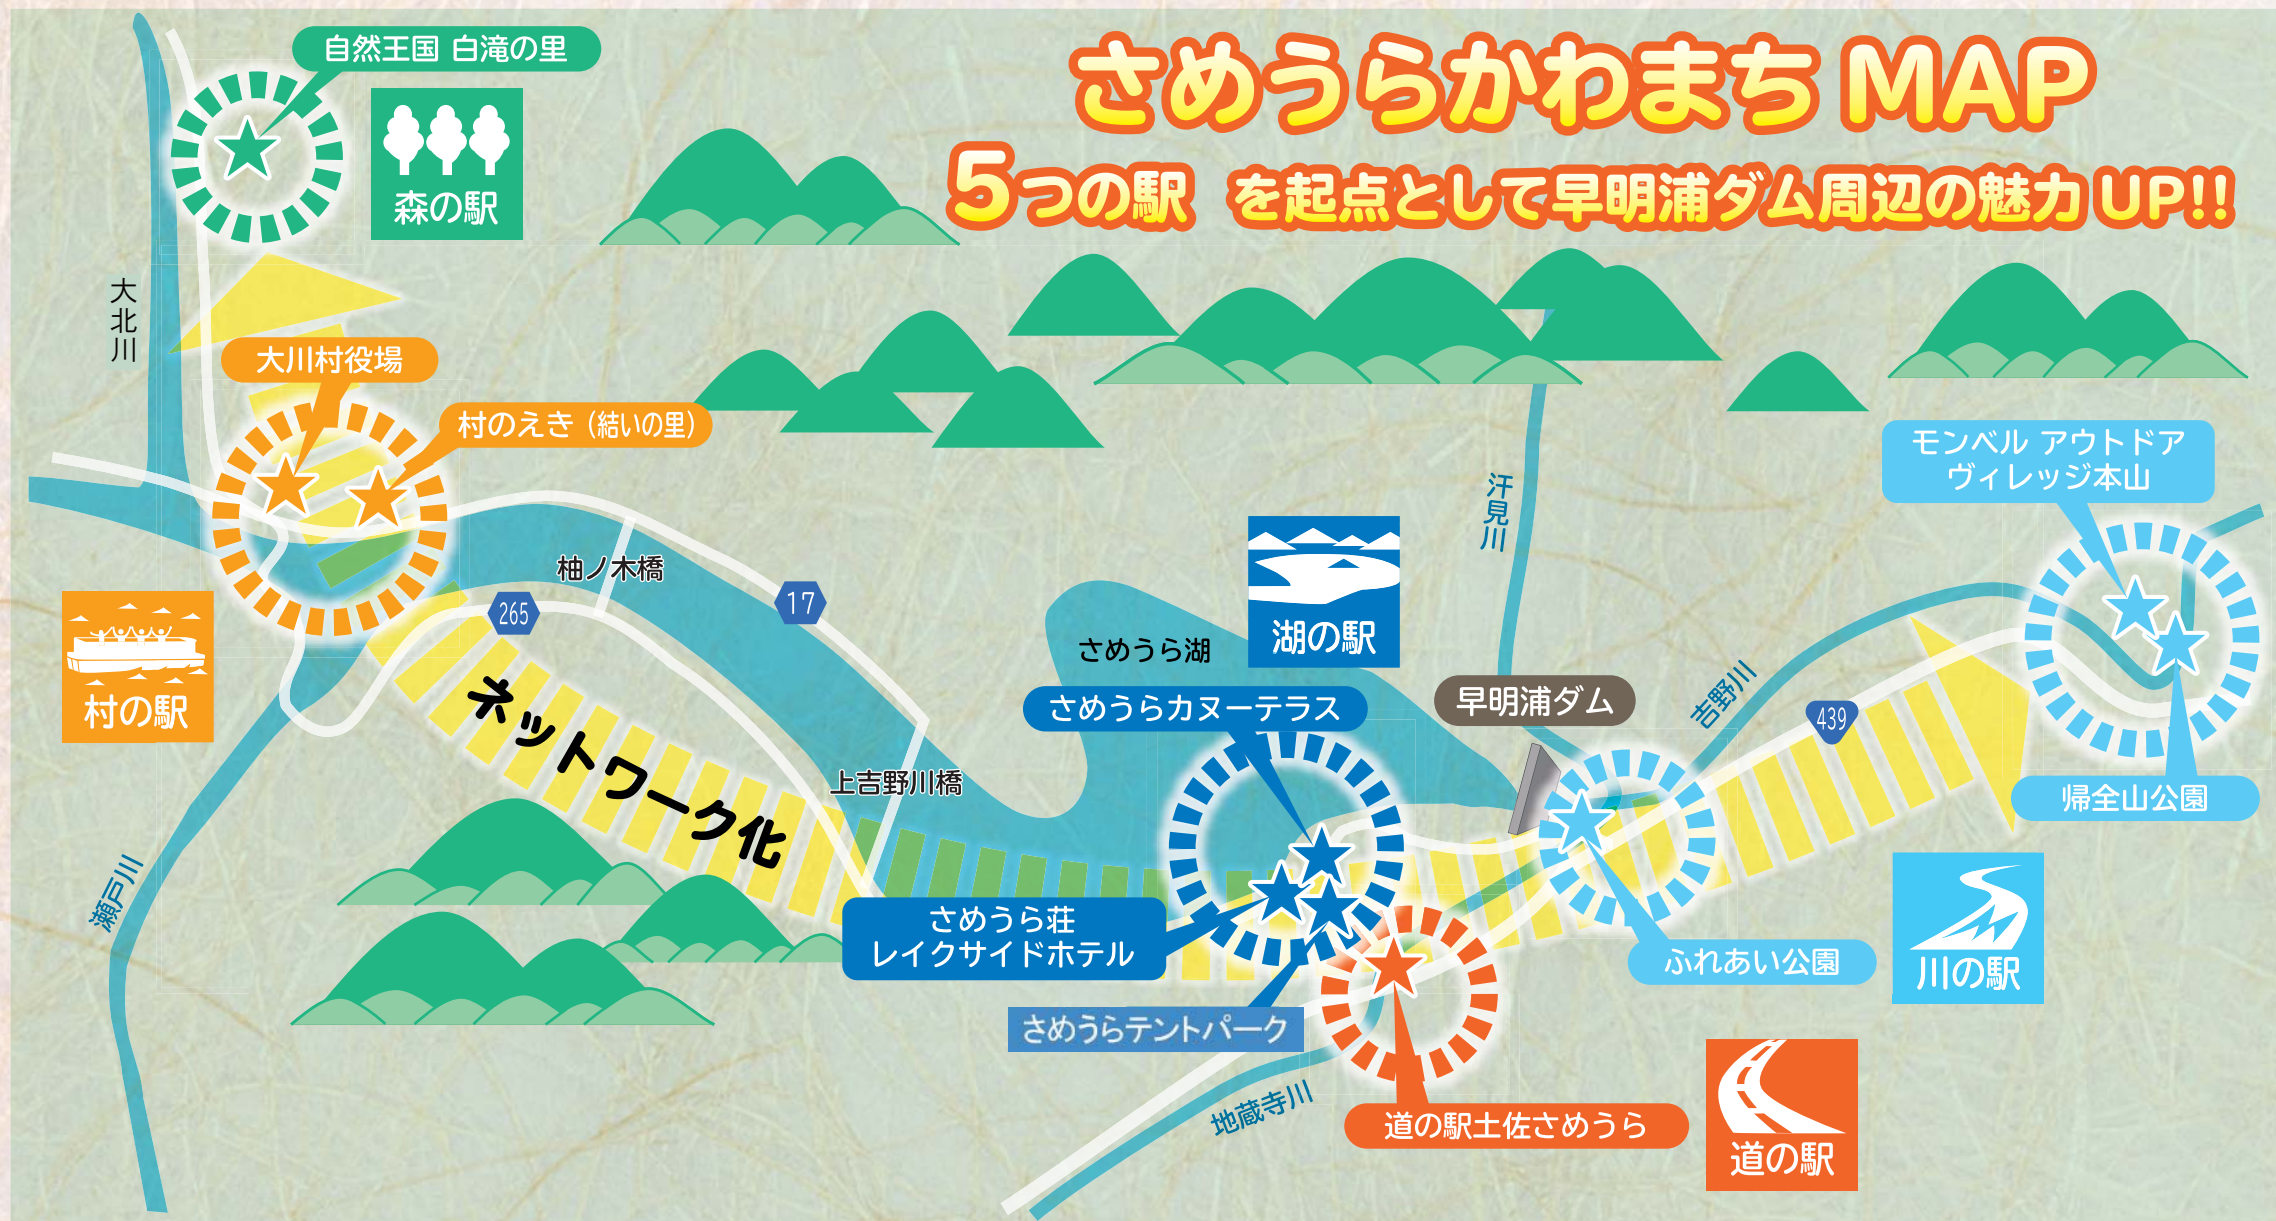 さめうらかわまち MAP
5つの駅 を起点として早明浦ダム周辺の魅力 UP!!
自然王国 白滝の里
森の駅
大北川
大川村役場
村のえき（結いの里）
村の駅
柚ノ木橋
265
17
ネットワーク化
上吉野川橋
瀬戸川
さめうら湖
湖の駅
さめうらカヌーテラス
早明浦ダム
汗見川
吉野川
439
モンベル アウトドア
ヴィレッジ本山
帰全山公園
川の駅
ふれあい公園
さめうら荘
レイクサイドホテル
さめうらテントパーク
地蔵寺川
道の駅土佐さめうら
道の駅